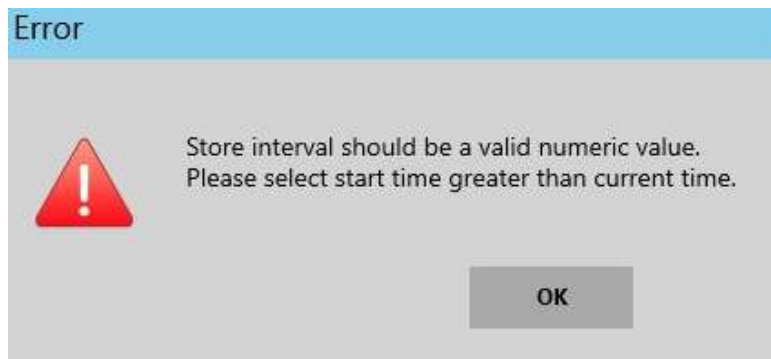 Error
Store interval should be a valid numeric value.
Please select start time greater than current time.
OK